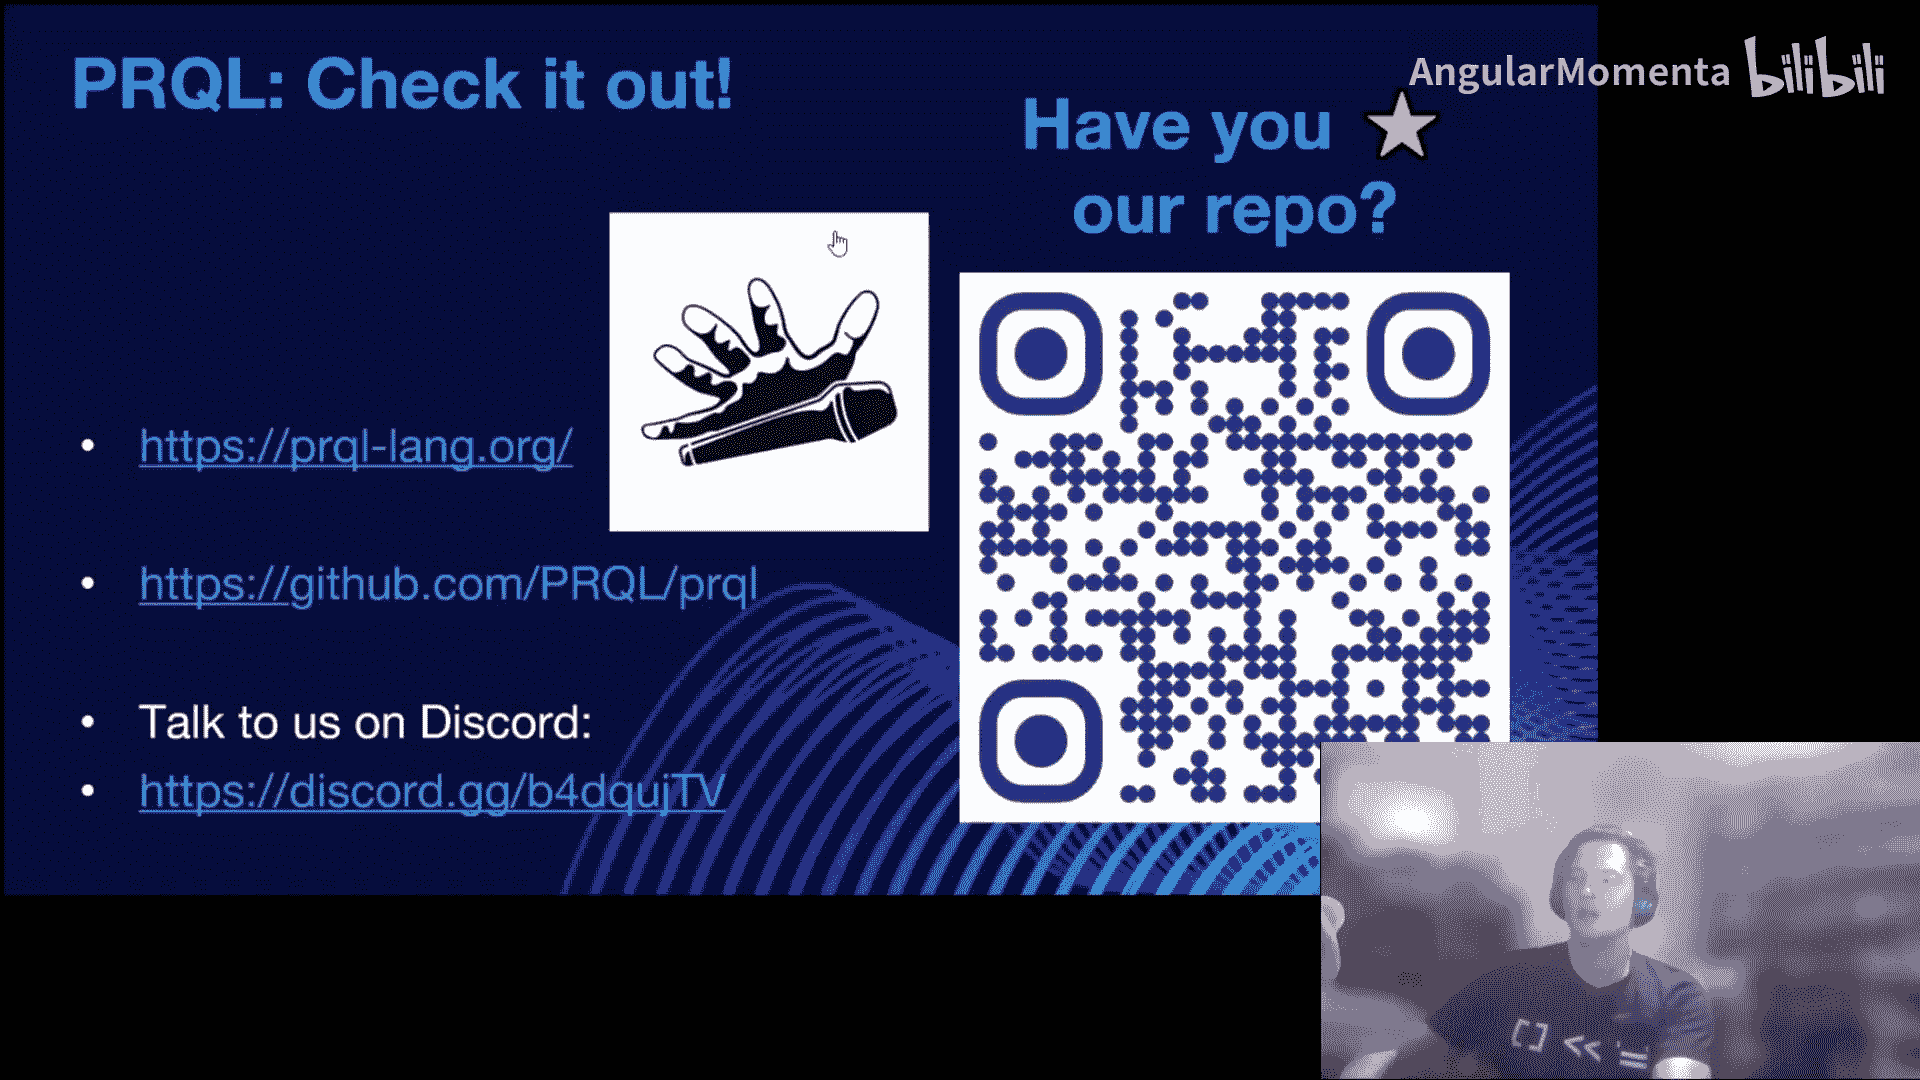 PRQL: Check it out!
AngularMomenta bilibili
Have you ★
our repo?
• https://prql-lang.org/
• https://github.com/PRQL/prql
• Talk to us on Discord:
• https://discord.gg/b4dqujTV
[] << =